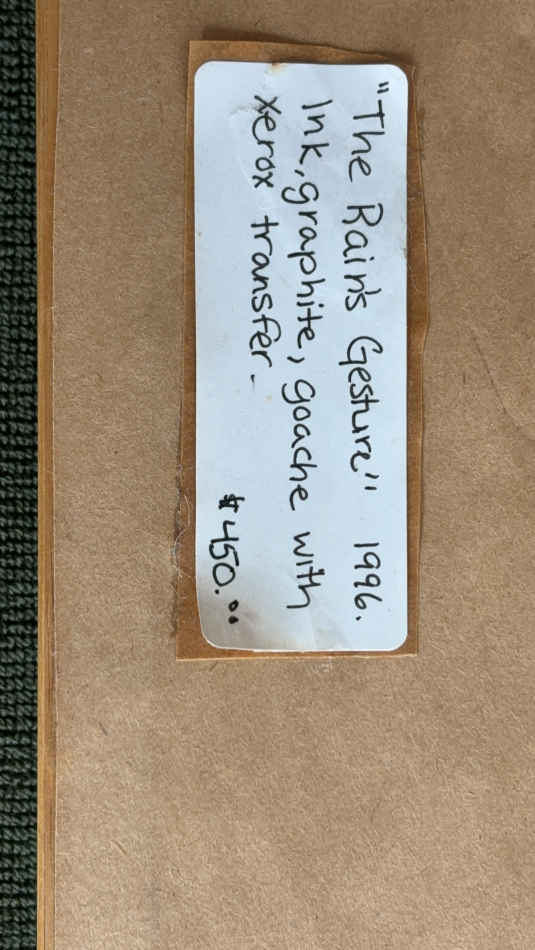 "The Rain's Gesture" 1996.
Ink, graphite, goache with
xerox transfer.
$450.00